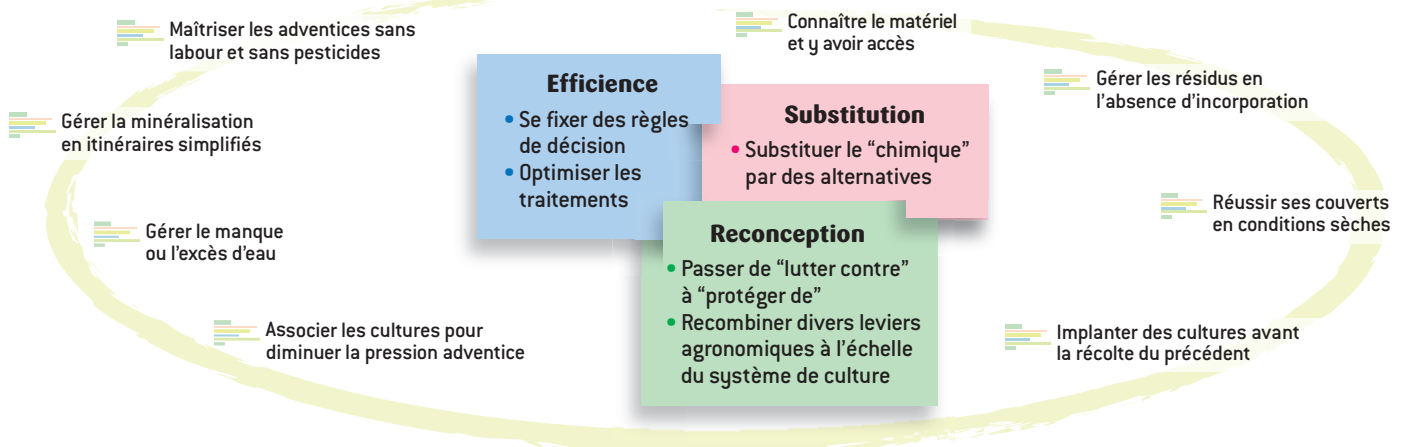 Maîtriser les adventices sans
labour et sans pesticides
Connaître le matériel
et y avoir accès
Gérer les résidus en
l'absence d'incorporation
Gérer la minéralisation
en itinéraires simplifiés
Efficience
• Se fixer des règles
de décision
• Optimiser les
traitements
Substitution
• Substituer le “chimique”
par des alternatives
Réussir ses couverts
en conditions sèches
Gérer le manque
ou l'excès d'eau
Reconception
• Passer de “lutter contre”
à “protéger de”
• Recombiner divers leviers
agronomiques à l'échelle
du système de culture
Associer les cultures pour
diminuer la pression adventice
Implanter des cultures avant
la récolte du précédent